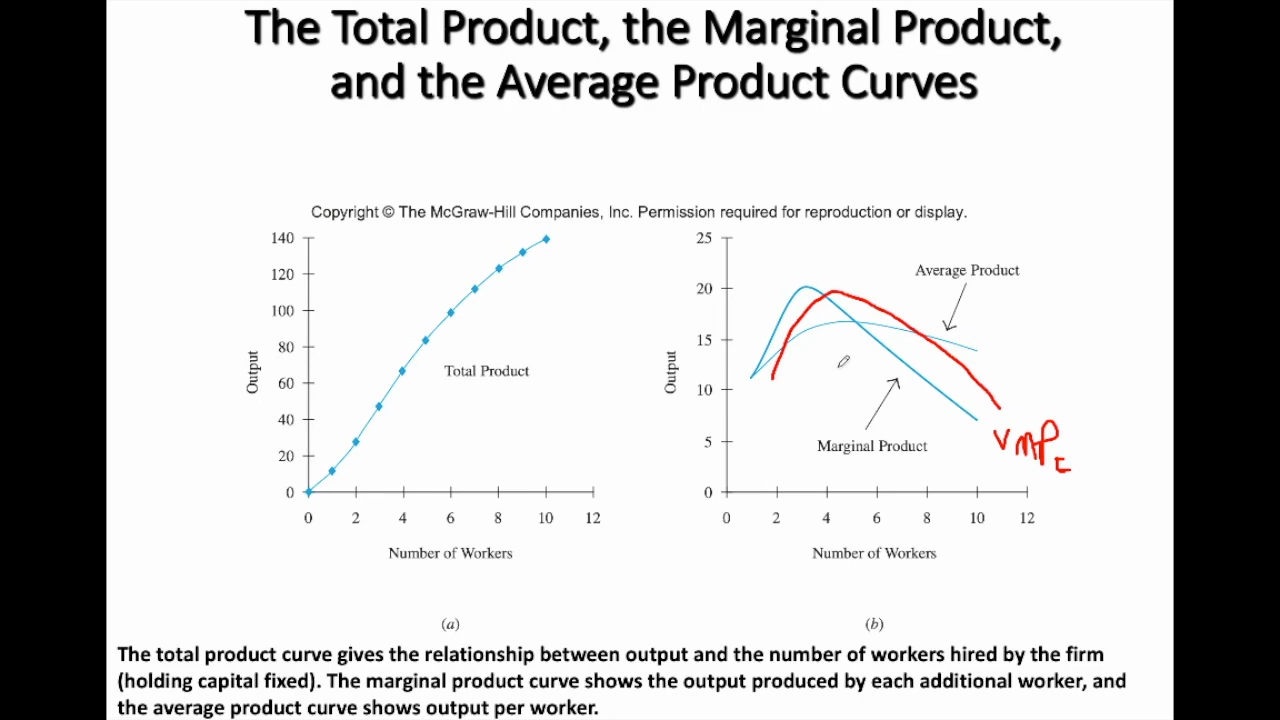 The Total Product, the Marginal Product,
and the Average Product Curves
Copyright © The McGraw-Hill Companies, Inc. Permission required for reproduction or display.
140
120
100
80
60
40
20
0
Output
Total Product
0 2 4 6 8 10 12
Number of Workers
(a)
25
20
15
10
5
0
Output
Average Product
Marginal Product
VMPE
0 2 4 6 8 10 12
Number of Workers
(b)
The total product curve gives the relationship between output and the number of workers hired by the firm
(holding capital fixed). The marginal product curve shows the output produced by each additional worker, and
the average product curve shows output per worker.